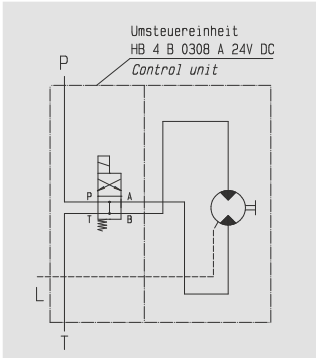 Umsteuereinheit
HB 4 B 0308 A 24V DC
Control unit
P
P A
T B
L
T